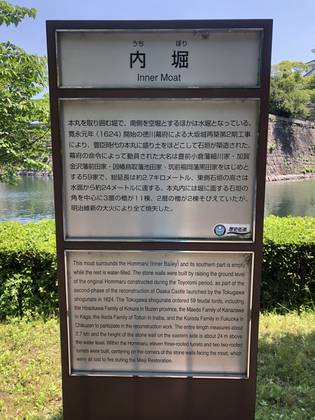 うち ぼり
内 堀
Inner Moat
本丸を取り囲む堀で、南側を空堀とするほかは水堀となっている。
寛永元年（1624）開始の徳川幕府による大坂城再築第2期工事
により、豊臣時代の本丸に盛り土をほどこして石垣が築造された。
幕府の命令によって動員された大名は豊前小倉藩細川家・加賀
金沢藩前田家・因幡鳥取藩池田家・筑前福岡藩黒田家をはじめと
する59家で、総延長は約2.7キロメートル、東側石垣の高さは
水面から約24メートルに達する。本丸内には堀に面する石垣の
角を中心に3層の櫓が11棟、2層の櫓が2棟そびえていたが、
明治維新の大火により全て焼失した。
This moat surrounds the Hommaru (Inner Bailey) and its southern part is empty
while the rest is water-filled. The stone walls were built by raising the ground level
of the original Hommaru constructed during the Toyotomi period, as part of the
second-phase of the reconstruction of Osaka Castle launched by the Tokugawa
shogunate in 1624. The Tokugawa shogunate ordered 59 feudal lords, including
the Hosokawa Family of Kokura in Buzen province, the Maeda Family of Kanazawa
in Kaga, the Ikeda Family of Tottori in Inaba, and the Kuroda Family in Fukuoka in
Chikuzen to participate in the reconstruction work. The entire length measures about
2.7 km and the height of the stone wall on the eastern side is about 24 m above
the water level. Within the Hommaru, eleven three-roofed turrets and two two-roofed
turrets were built, centering on the corners of the stone walls facing the moat, which
were all lost to fire during the Meiji Restoration.